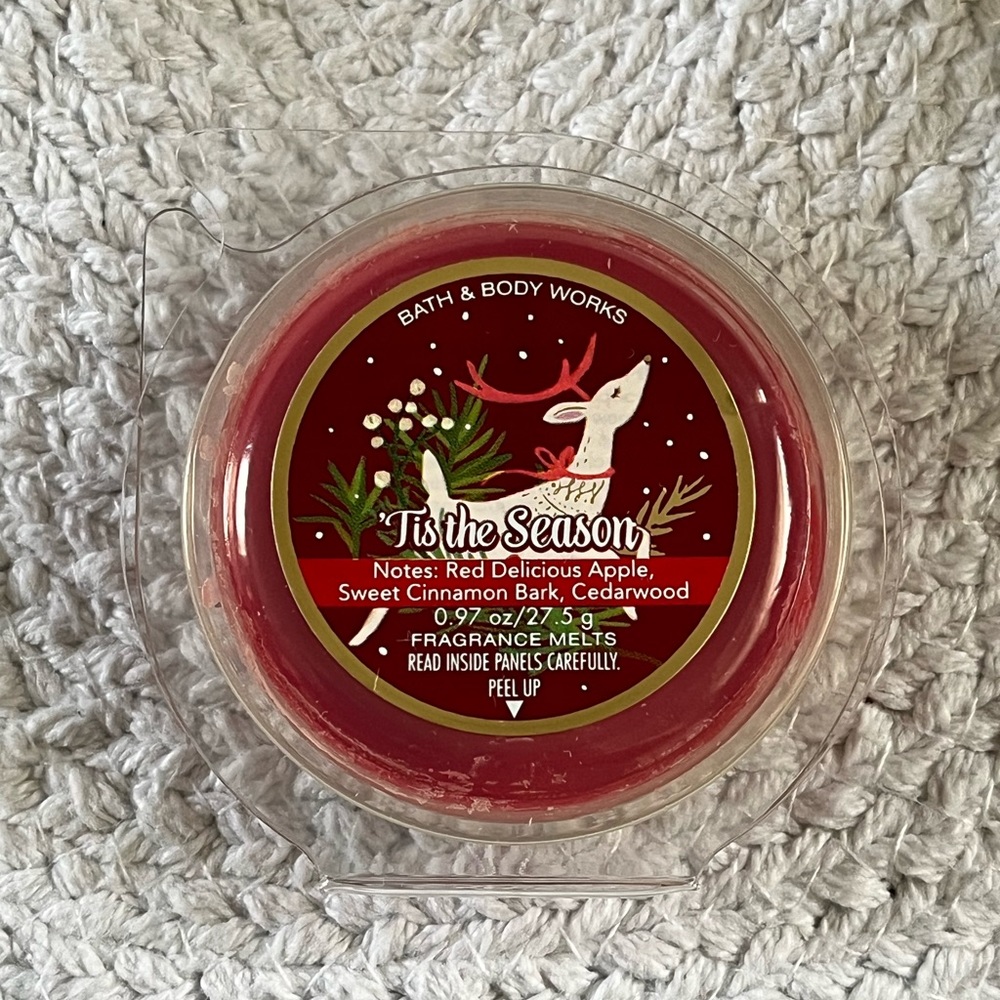 BATH & BODY WORKS
'Tis the Season
Notes: Red Delicious Apple,
Sweet Cinnamon Bark, Cedarwood
0.97 oz/27.5 g
FRAGRANCE MELTS
READ INSIDE PANELS CAREFULLY.
PEEL UP